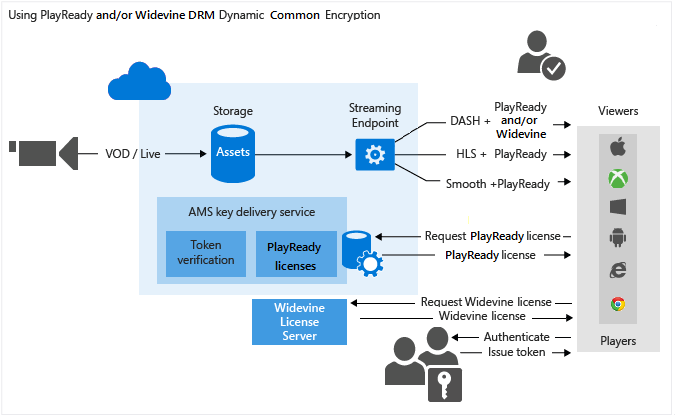 Using PlayReady and/or Widevine DRM Dynamic Common Encryption
Storage
Streaming
Endpoint
PlayReady
DASH + and/or
Widevine
Viewers
VOD / Live
Assets
HLS + PlayReady
Smooth +PlayReady
AMS key delivery service
Token
verification
PlayReady
licenses
Request PlayReady license
PlayReady license
Request Widevine license
Widevine license
Widevine
License
Server
Authenticate
Issue token
Players